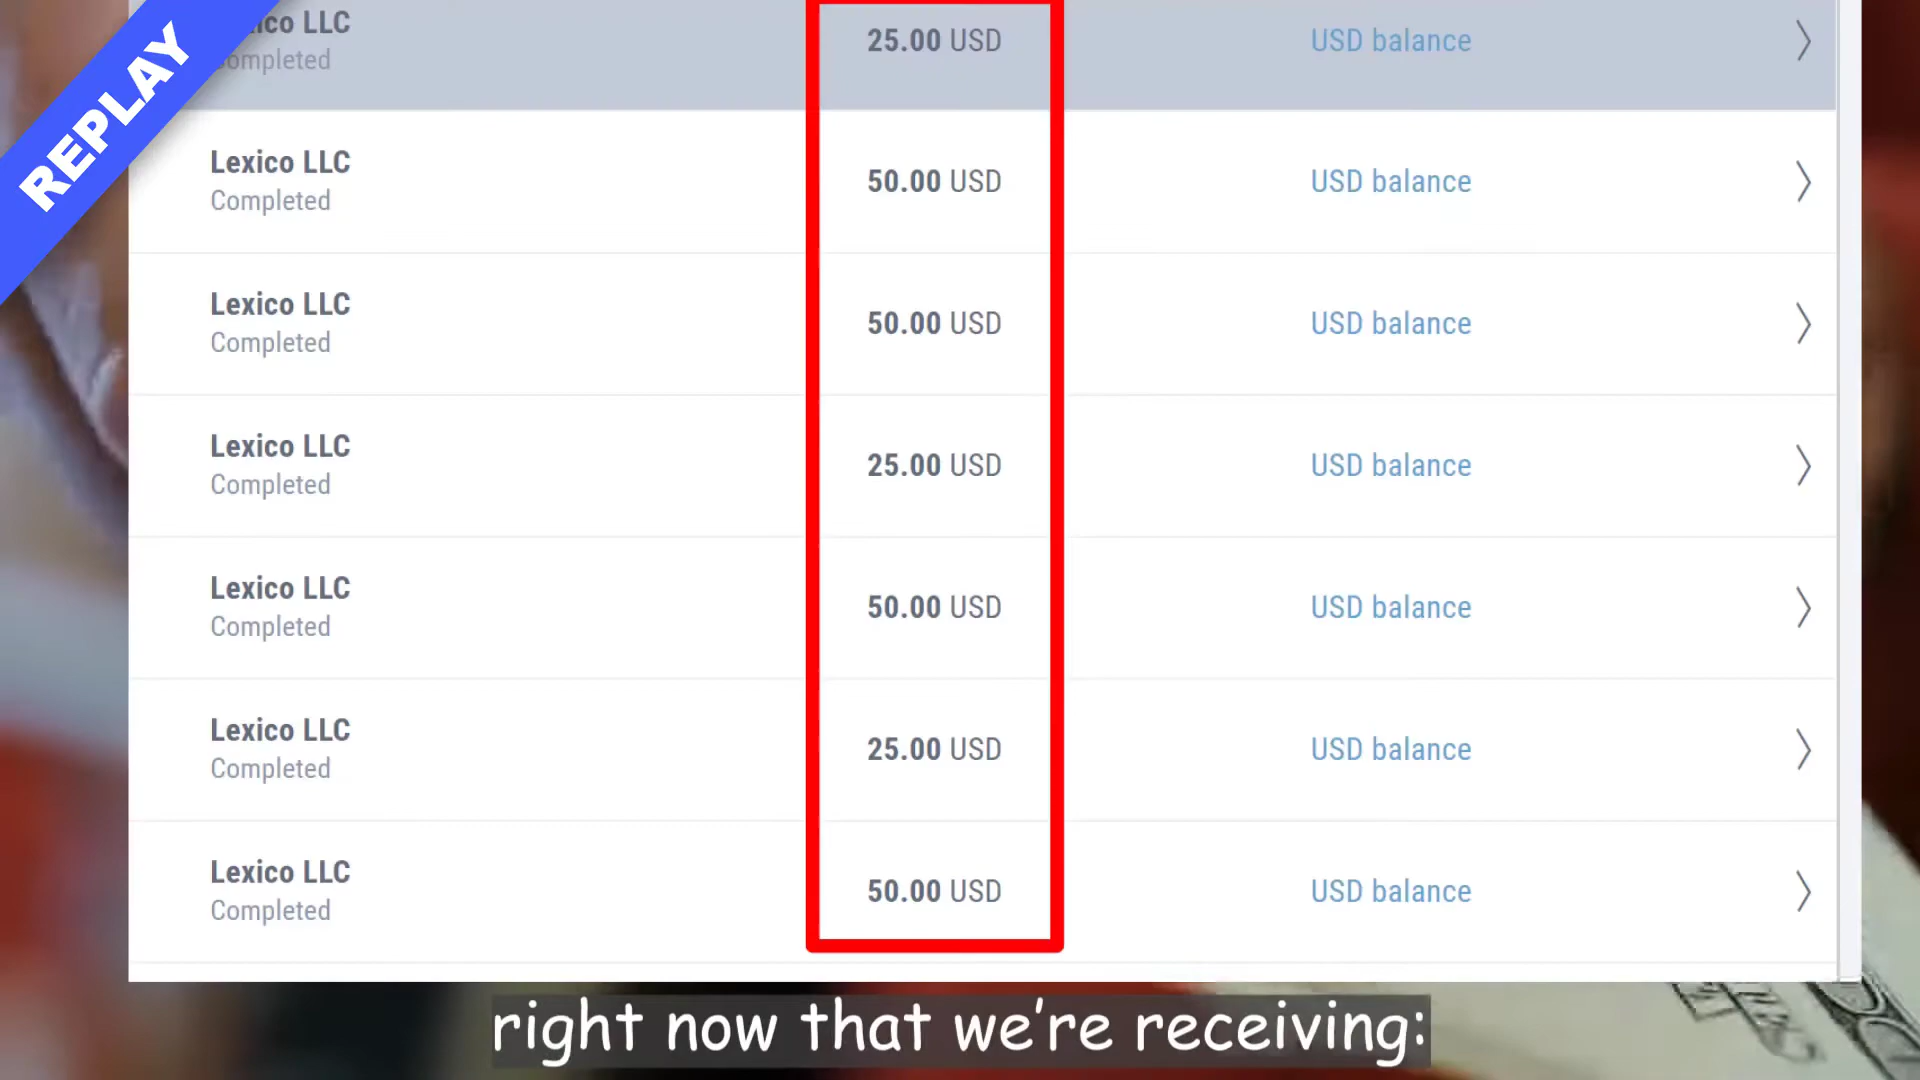 REPLAY
ico LLC
ompleted
25.00 USD
USD balance
Lexico LLC
Completed
50.00 USD
USD balance
Lexico LLC
Completed
50.00 USD
USD balance
Lexico LLC
Completed
25.00 USD
USD balance
Lexico LLC
Completed
50.00 USD
USD balance
Lexico LLC
Completed
25.00 USD
USD balance
Lexico LLC
Completed
50.00 USD
USD balance
right now that we're receiving: